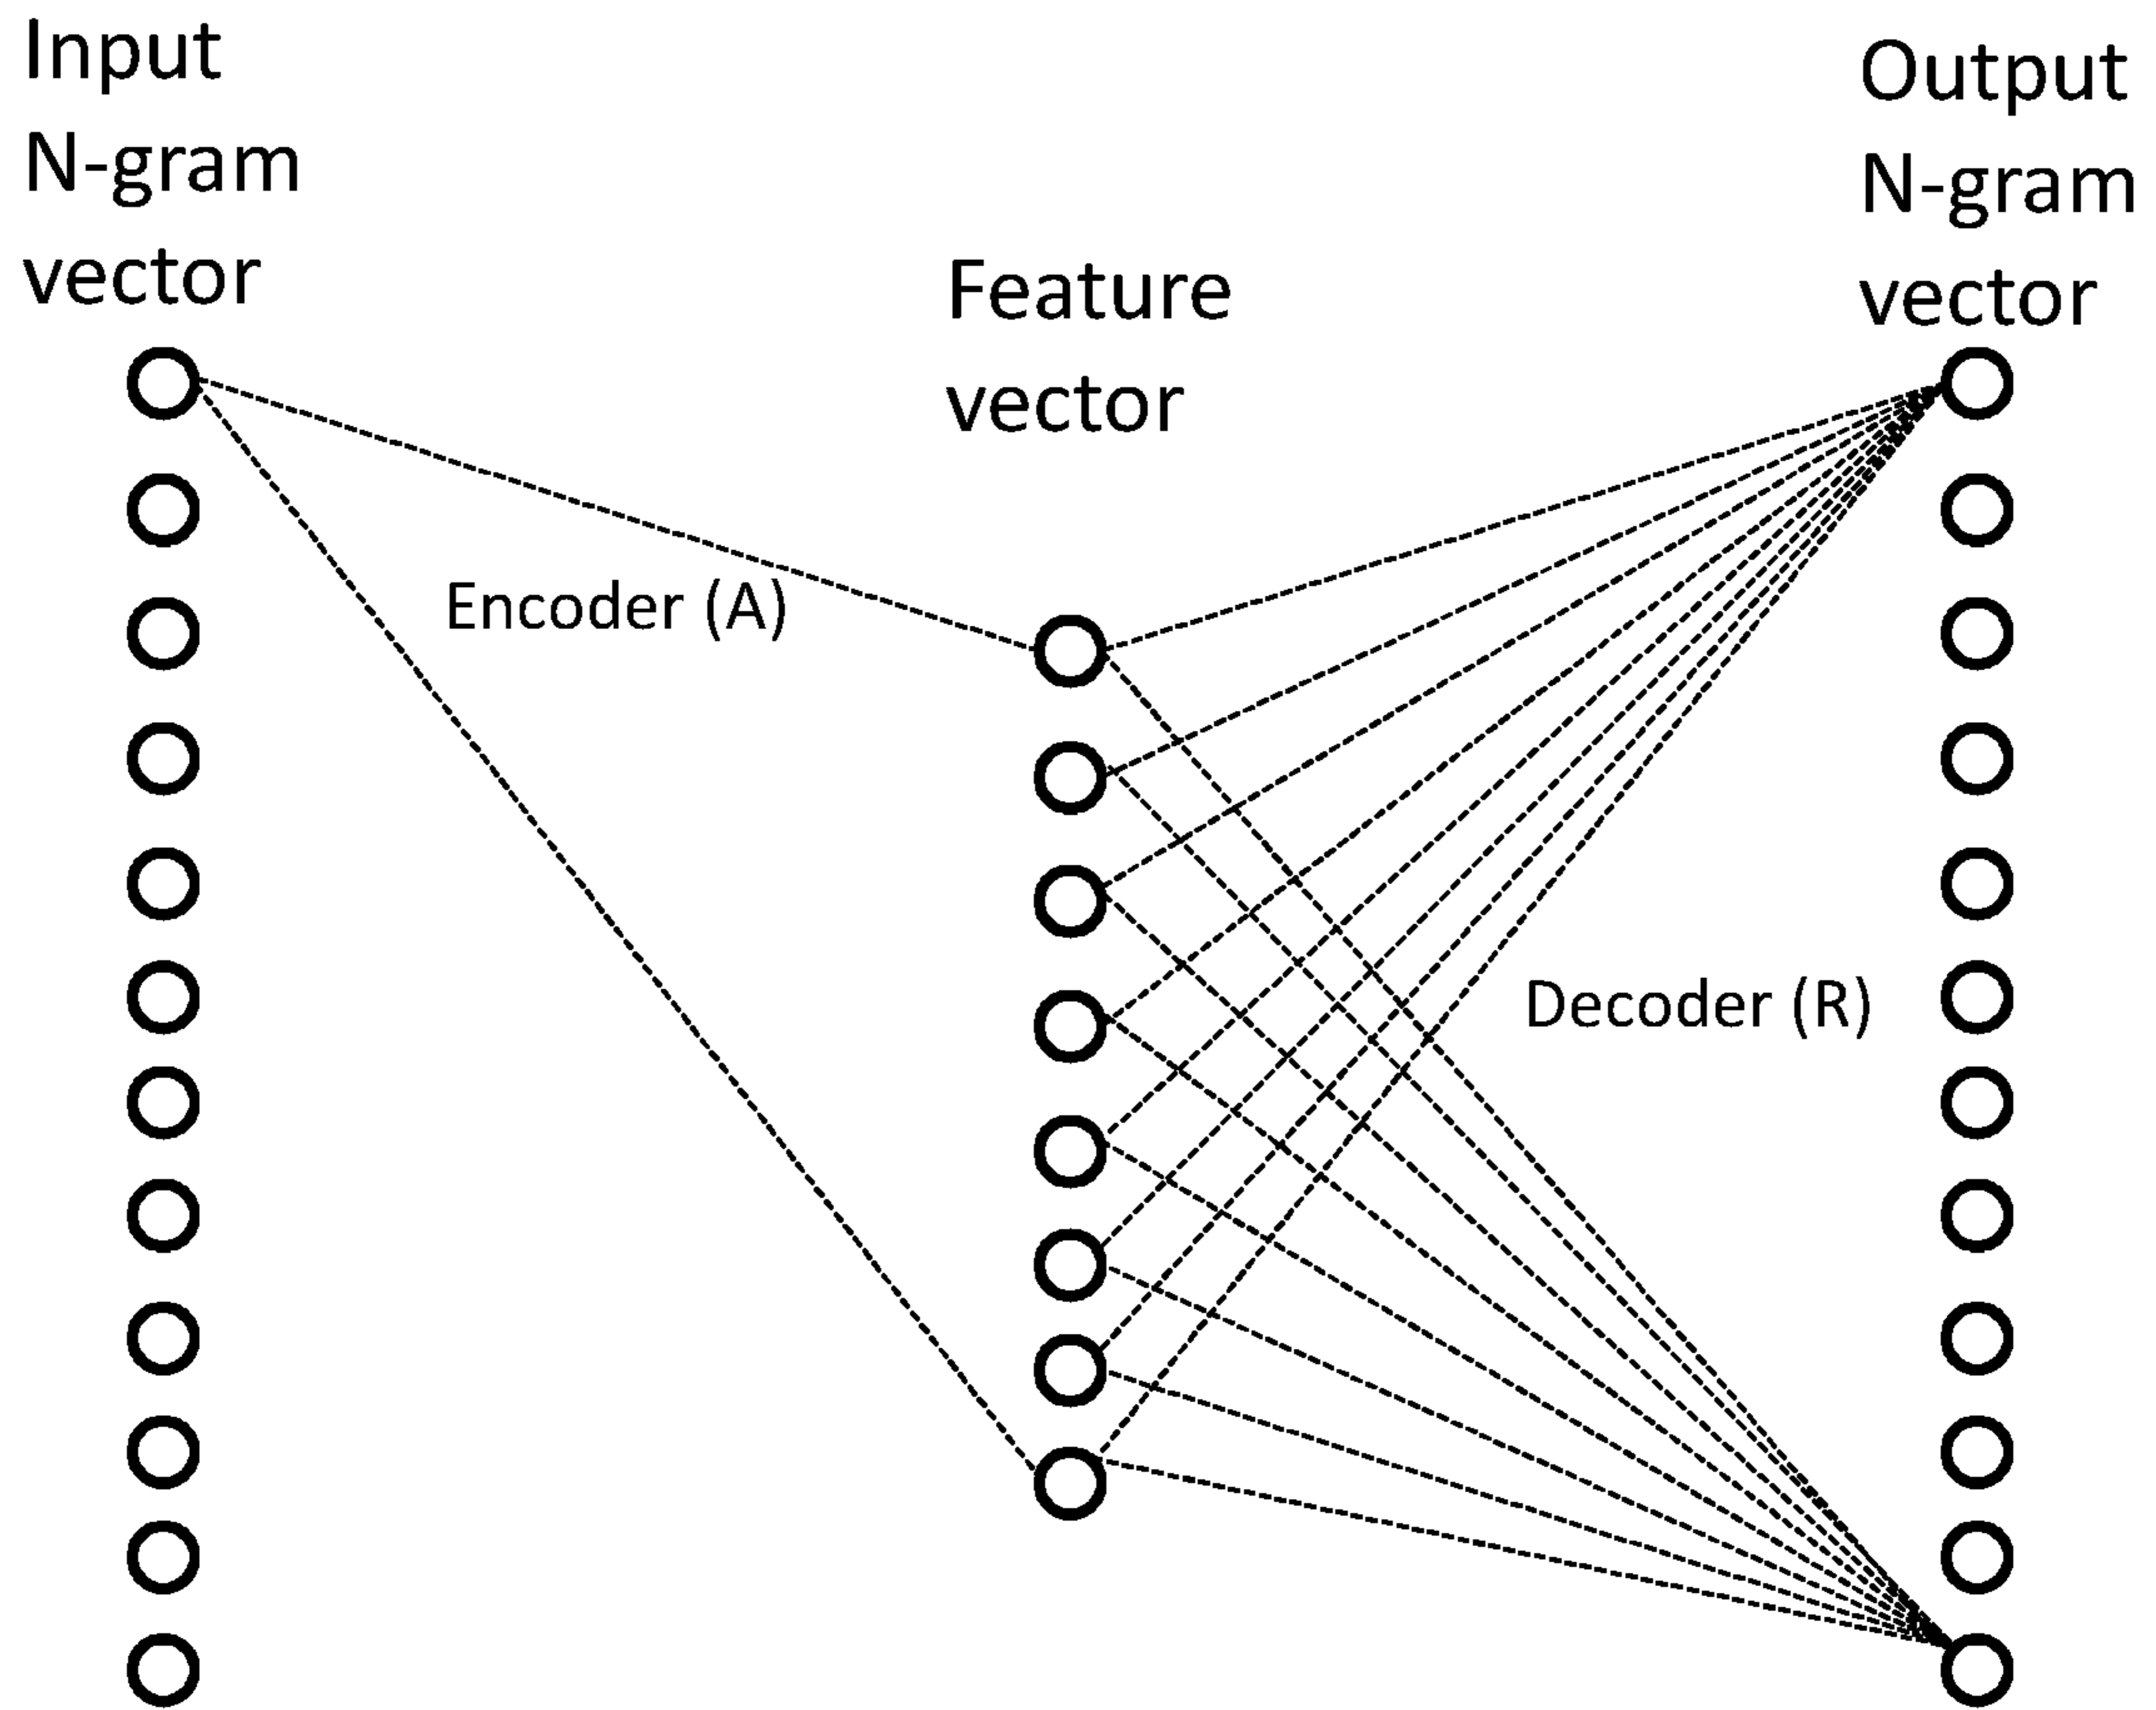 Input
N-gram
vector
Output
N-gram
vector
Feature
vector
Encoder (A)
Decoder (R)